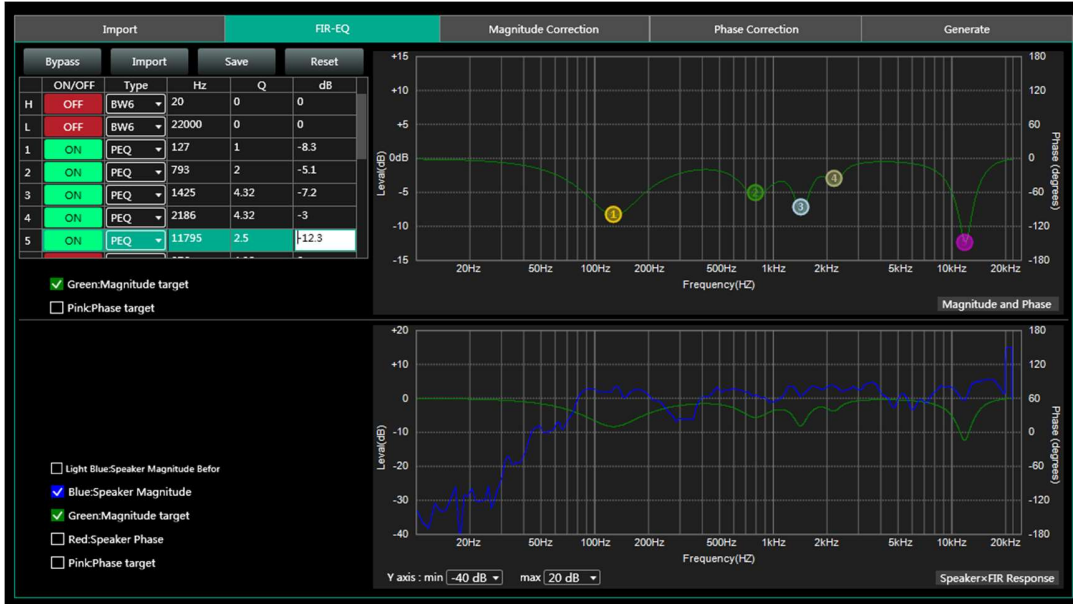 Import FIR-EQ Magnitude Correction Phase Correction Generate
Bypass Import Save Reset
ON/OFF Type Hz Q dB
H OFF BW6 20 0 0
L OFF BW6 22000 0 0
1 ON PEQ 127 1 -8.3
2 ON PEQ 793 2 -5.1
3 ON PEQ 1425 4.32 -7.2
4 ON PEQ 2186 4.32 -3
5 ON PEQ 11795 2.5 -12.3
Green:Magnitude target
Pink:Phase target
+15 180
+10 120
+5 60
0dB 0
-5 -60
-10 -120
-15 -180
Leval(dB)
Phase (degrees)
1 2 3 4
20Hz 50Hz 100Hz 200Hz 500Hz 1kHz 2kHz 5kHz 10kHz 20kHz
Frequency(HZ)
Magnitude and Phase
+20 180
+10 120
0 60
-10 0
-20 -60
-30 -120
-40 -180
Leval(dB)
Phase (degrees)
20Hz 50Hz 100Hz 200Hz 500Hz 1kHz 2kHz 5kHz 10kHz 20kHz
Frequency(HZ)
Light Blue:Speaker Magnitude Befor
Blue:Speaker Magnitude
Green:Magnitude target
Red:Speaker Phase
Pink:Phase target
Y axis : min -40 dB max 20 dB
Speaker×FIR Response